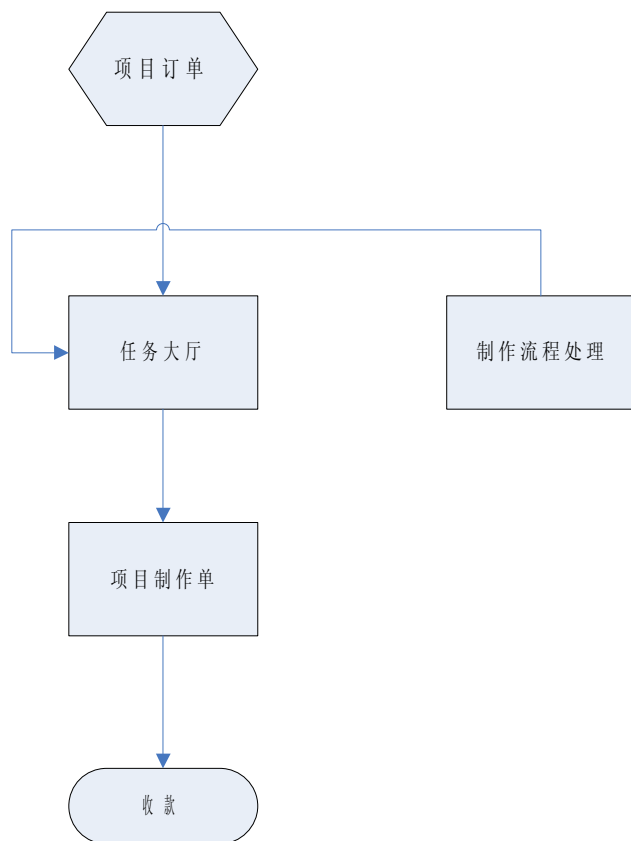 项目订单
任务大厅
制作流程处理
项目制作单
收款